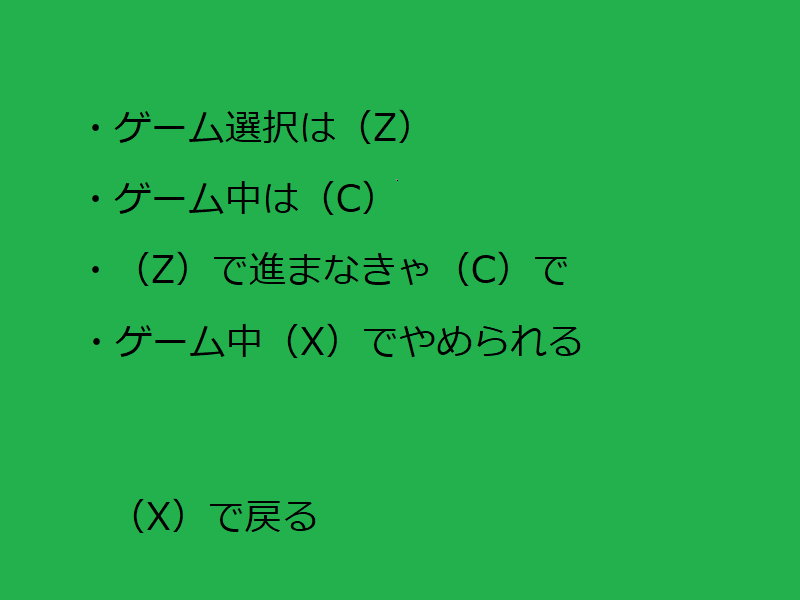 ・ゲーム選択は（Z）
・ゲーム中は（C）
・（Z）で進まなきゃ（C）で
・ゲーム中（X）でやめられる
（X）で戻る